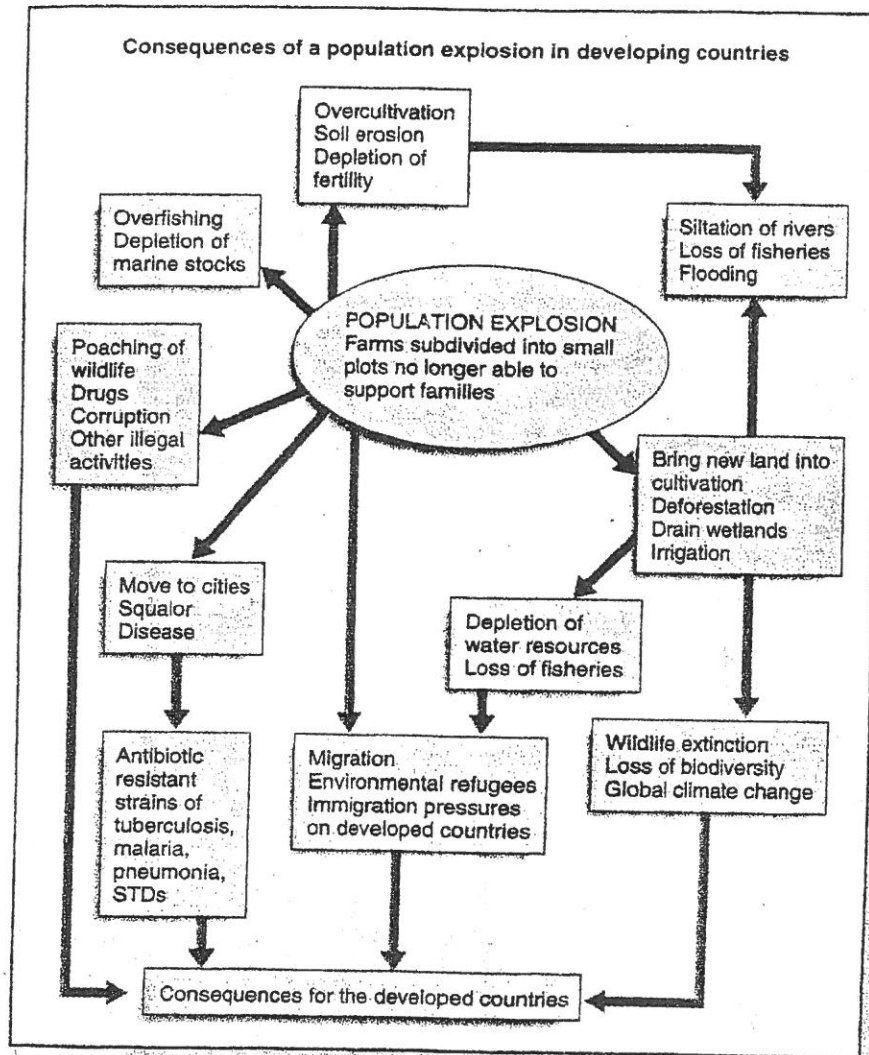 Consequences of a population explosion in developing countries
Overcultivation
Soil erosion
Depletion of
fertility
Overfishing
Depletion of
marine stocks
Siltation of rivers
Loss of fisheries
Flooding
POPULATION EXPLOSION
Farms subdivided into small
plots no longer able to
support families
Poaching of
wildlife
Drugs
Corruption
Other illegal
activities
Bring new land into
cultivation
Deforestation
Drain wetlands
Irrigation
Move to cities
Squalor
Disease
Depletion of
water resources
Loss of fisheries
Antibiotic
resistant
strains of
tuberculosis,
malaria,
pneumonia,
STDs
Migration
Environmental refugees
Immigration pressures
on developed countries
Wildlife extinction
Loss of biodiversity
Global climate change
Consequences for the developed countries